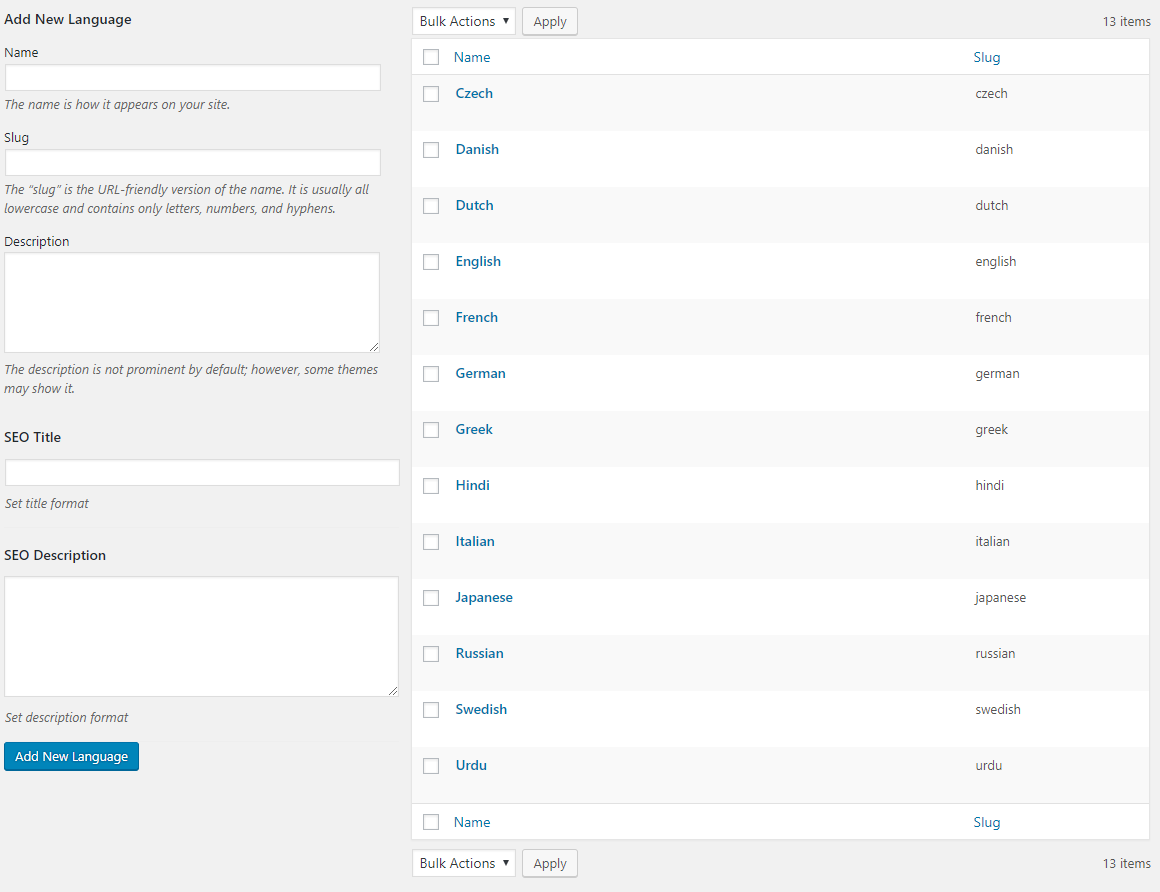 Add New Language
Name
The name is how it appears on your site.
Slug
The “slug” is the URL-friendly version of the name. It is usually all
lowercase and contains only letters, numbers, and hyphens.
Description
The description is not prominent by default; however, some themes
may show it.
SEO Title
Set title format
SEO Description
Set description format
Add New Language
Bulk Actions Apply 13 items
Name Slug
Czech czech
Danish danish
Dutch dutch
English english
French french
German german
Greek greek
Hindi hindi
Italian italian
Japanese japanese
Russian russian
Swedish swedish
Urdu urdu
Name Slug
Bulk Actions Apply 13 items